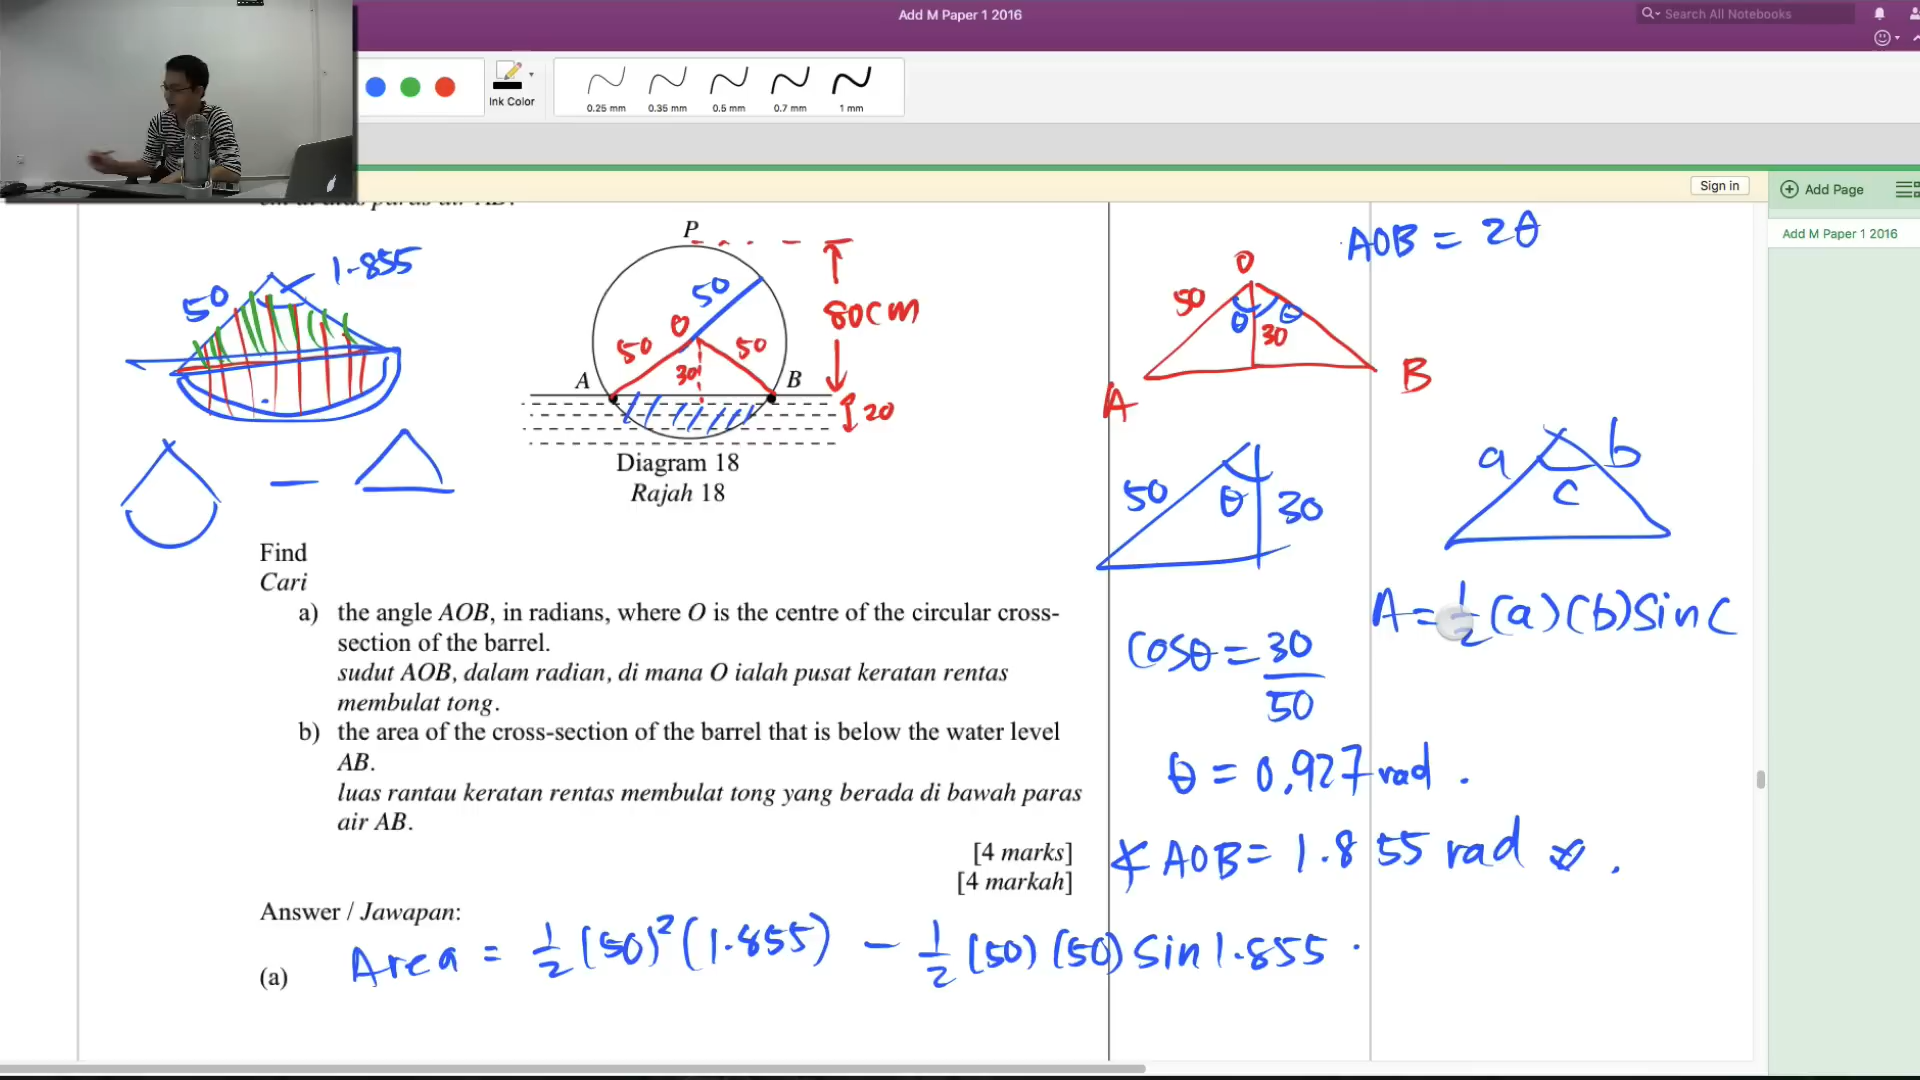 Add M Paper 1 2016
Search All Notebooks
Ink Color
0.25 mm
0.35 mm
0.5 mm
0.7 mm
1 mm
Sign in
Add Page
Add M Paper 1 2016
50
1.855
P
50
O
50
50
30
A
B
80cm
20
Diagram 18
Rajah 18
AOB = 2θ
O
50
θ
θ
30
A
B
50
θ
30
a
b
C
A = 1/2 (a)(b) Sin C
cosθ = 30/50
θ = 0.927 rad.
∠AOB = 1.855 rad
Find
Cari
a) the angle AOB, in radians, where O is the centre of the circular cross-
section of the barrel.
sudut AOB, dalam radian, di mana O ialah pusat keratan rentas
membulat tong.
b) the area of the cross-section of the barrel that is below the water level
AB.
luas rantau keratan rentas membulat tong yang berada di bawah paras
air AB.
[4 marks]
[4 markah]
Answer / Jawapan:
(a) Area = 1/2 (50)² (1.855) − 1/2 (50)(50) Sin 1.855